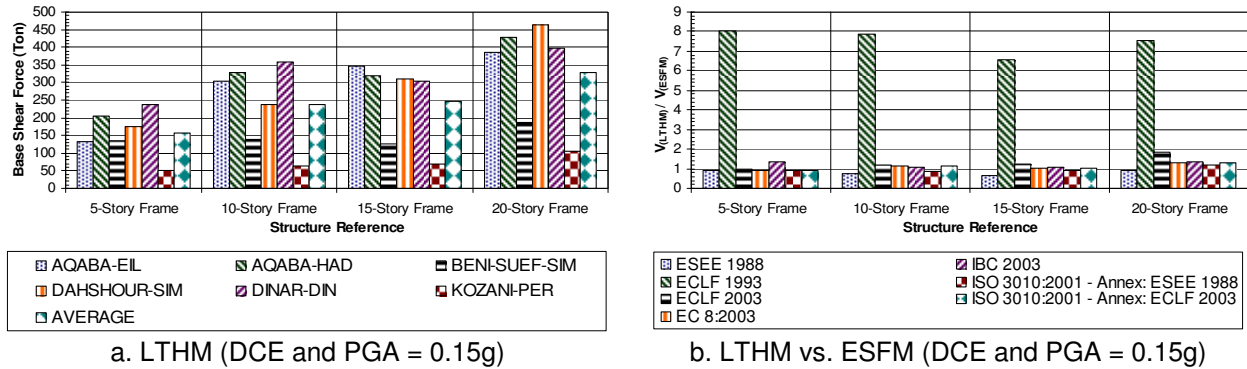 500
450
400
350
300
250
200
150
100
50
0
Base Shear Force (Ton)
5-Story Frame 10-Story Frame 15-Story Frame 20-Story Frame
Structure Reference
AQABA-EIL AQABA-HAD BENI-SUEF-SIM
DAHSHOUR-SIM DINAR-DIN KOZANI-PER
AVERAGE
a. LTHM (DCE and PGA = 0.15g)
9
8
7
6
5
4
3
2
1
0
V(LTHM) / V(ESFM)
5-Story Frame 10-Story Frame 15-Story Frame 20-Story Frame
Structure Reference
ESEE 1988 IBC 2003
ECLF 1993 ISO 3010:2001 - Annex: ESEE 1988
ECLF 2003 ISO 3010:2001 - Annex: ECLF 2003
EC 8:2003
b. LTHM vs. ESFM (DCE and PGA = 0.15g)